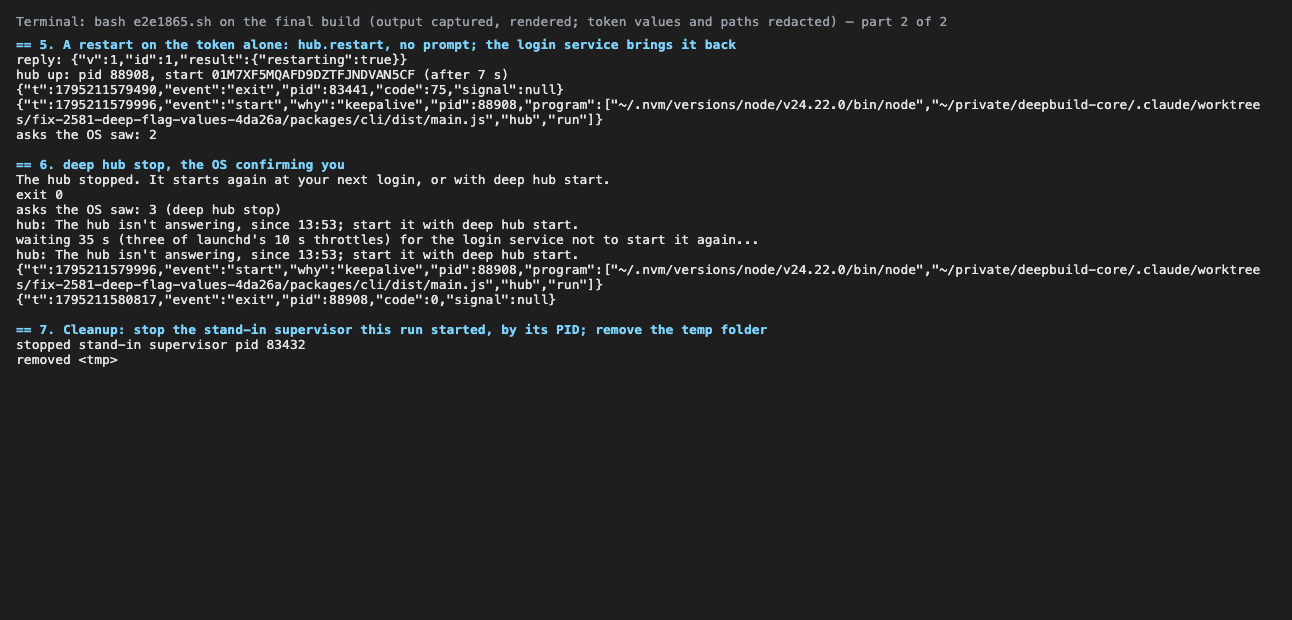 Terminal: bash e2e1865.sh on the final build (output captured, rendered; token values and paths redacted) — part 2 of 2
== 5. A restart on the token alone: hub.restart, no prompt; the login service brings it back
reply: {"v":1,"id":1,"result":{"restarting":true}}
hub up: pid 88908, start 01M7XF5MQAFD9DZTFJNDVAN5CF (after 7 s)
{"t":1795211579490,"event":"exit","pid":83441,"code":75,"signal":null}
{"t":1795211579996,"event":"start","why":"keepalive","pid":88908,"program":["~/.nvm/versions/node/v24.22.0/bin/node","~/private/deepbuild-core/.claude/worktree
s/fix-2581-deep-flag-values-4da26a/packages/cli/dist/main.js","hub","run"]}
asks the OS saw: 2
== 6. deep hub stop, the OS confirming you
The hub stopped. It starts again at your next login, or with deep hub start.
exit 0
asks the OS saw: 3 (deep hub stop)
hub: The hub isn't answering, since 13:53; start it with deep hub start.
waiting 35 s (three of launchd's 10 s throttles) for the login service not to start it again...
hub: The hub isn't answering, since 13:53; start it with deep hub start.
{"t":1795211579996,"event":"start","why":"keepalive","pid":88908,"program":["~/.nvm/versions/node/v24.22.0/bin/node","~/private/deepbuild-core/.claude/worktree
s/fix-2581-deep-flag-values-4da26a/packages/cli/dist/main.js","hub","run"]}
{"t":1795211580817,"event":"exit","pid":88908,"code":0,"signal":null}
== 7. Cleanup: stop the stand-in supervisor this run started, by its PID; remove the temp folder
stopped stand-in supervisor pid 83432
removed <tmp>